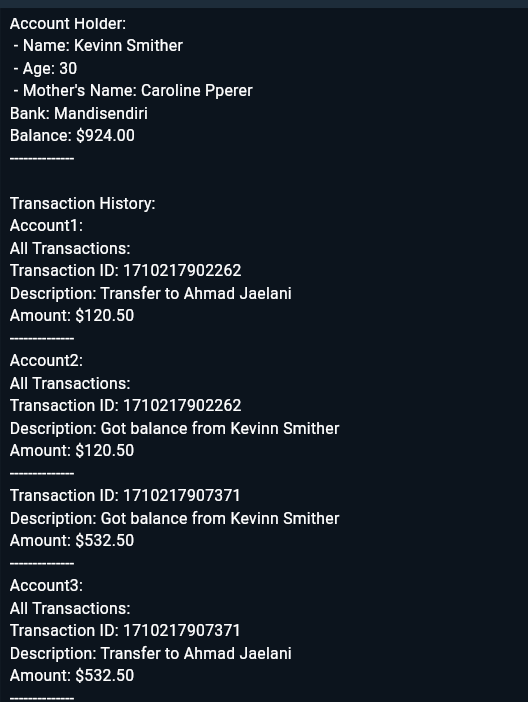 Account Holder:
- Name: Kevinn Smither
- Age: 30
- Mother's Name: Caroline Pperer
Bank: Mandisendiri
Balance: $924.00
--------------
Transaction History:
Account1:
All Transactions:
Transaction ID: 1710217902262
Description: Transfer to Ahmad Jaelani
Amount: $120.50
--------------
Account2:
All Transactions:
Transaction ID: 1710217902262
Description: Got balance from Kevinn Smither
Amount: $120.50
--------------
Transaction ID: 1710217907371
Description: Got balance from Kevinn Smither
Amount: $532.50
--------------
Account3:
All Transactions:
Transaction ID: 1710217907371
Description: Transfer to Ahmad Jaelani
Amount: $532.50
--------------